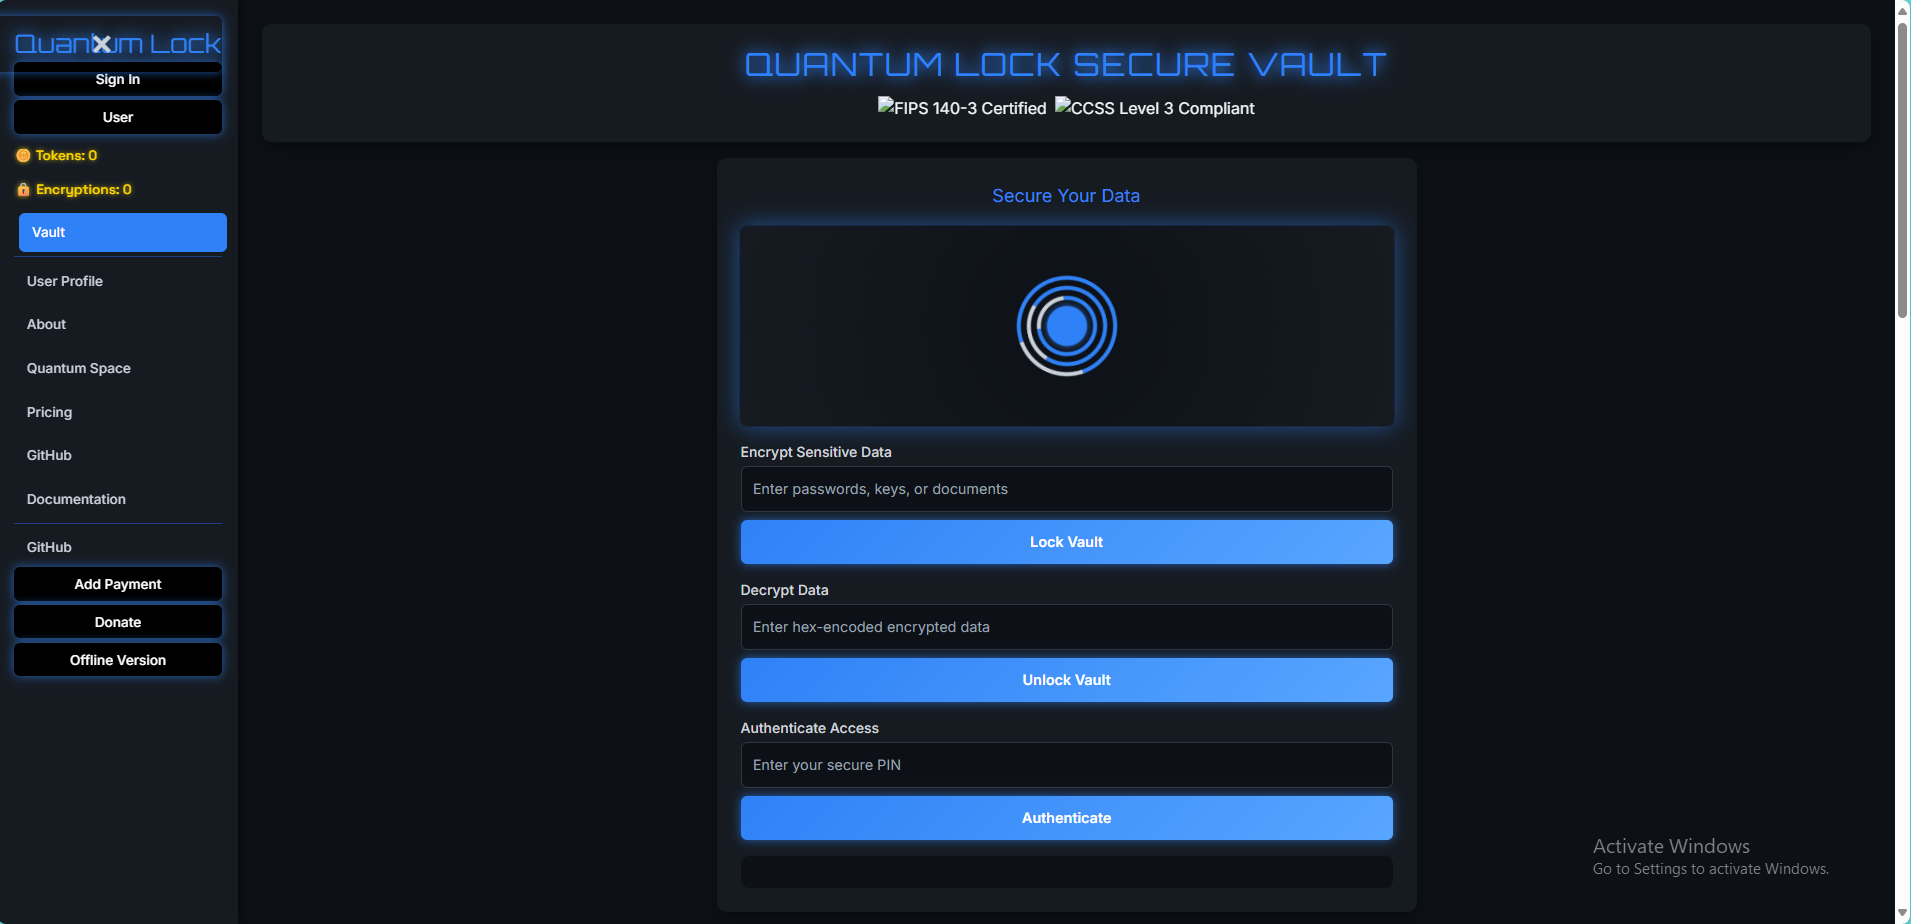 Quantum Lock
Sign In
User
Tokens: 0
Encryptions: 0
Vault
User Profile
About
Quantum Space
Pricing
GitHub
Documentation
GitHub
Add Payment
Donate
Offline Version
QUANTUM LOCK SECURE VAULT
FIPS 140-3 Certified CCSS Level 3 Compliant
Secure Your Data
Encrypt Sensitive Data
Enter passwords, keys, or documents
Lock Vault
Decrypt Data
Enter hex-encoded encrypted data
Unlock Vault
Authenticate Access
Enter your secure PIN
Authenticate
Activate Windows
Go to Settings to activate Windows.